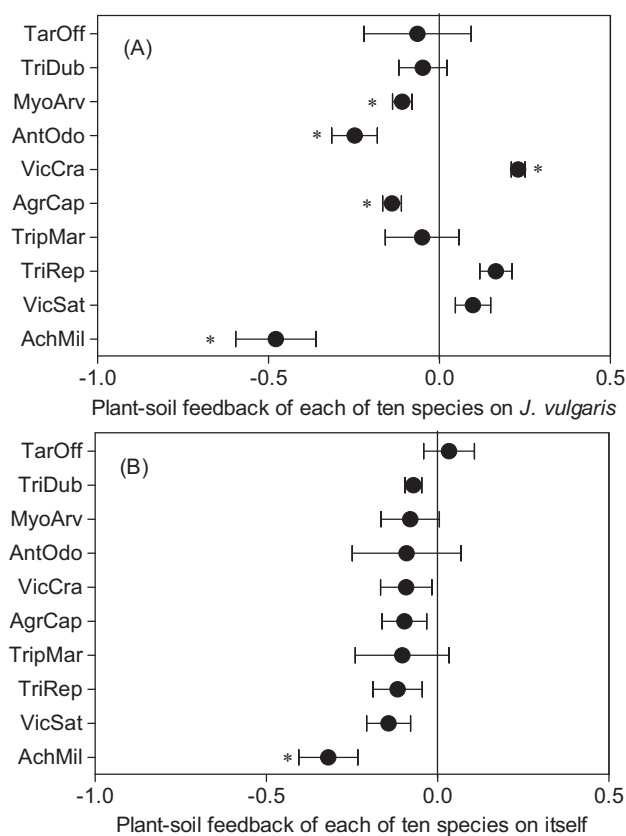 (A)
TarOff
TriDub
MyoArv
*
AntOdo
*
VicCra
*
AgrCap
*
TripMar
TriRep
VicSat
AchMil
*
-1.0 -0.5 0.0 0.5
Plant-soil feedback of each of ten species on J. vulgaris
(B)
TarOff
TriDub
MyoArv
AntOdo
VicCra
AgrCap
TripMar
TriRep
VicSat
AchMil
*
-1.0 -0.5 0.0 0.5
Plant-soil feedback of each of ten species on itself